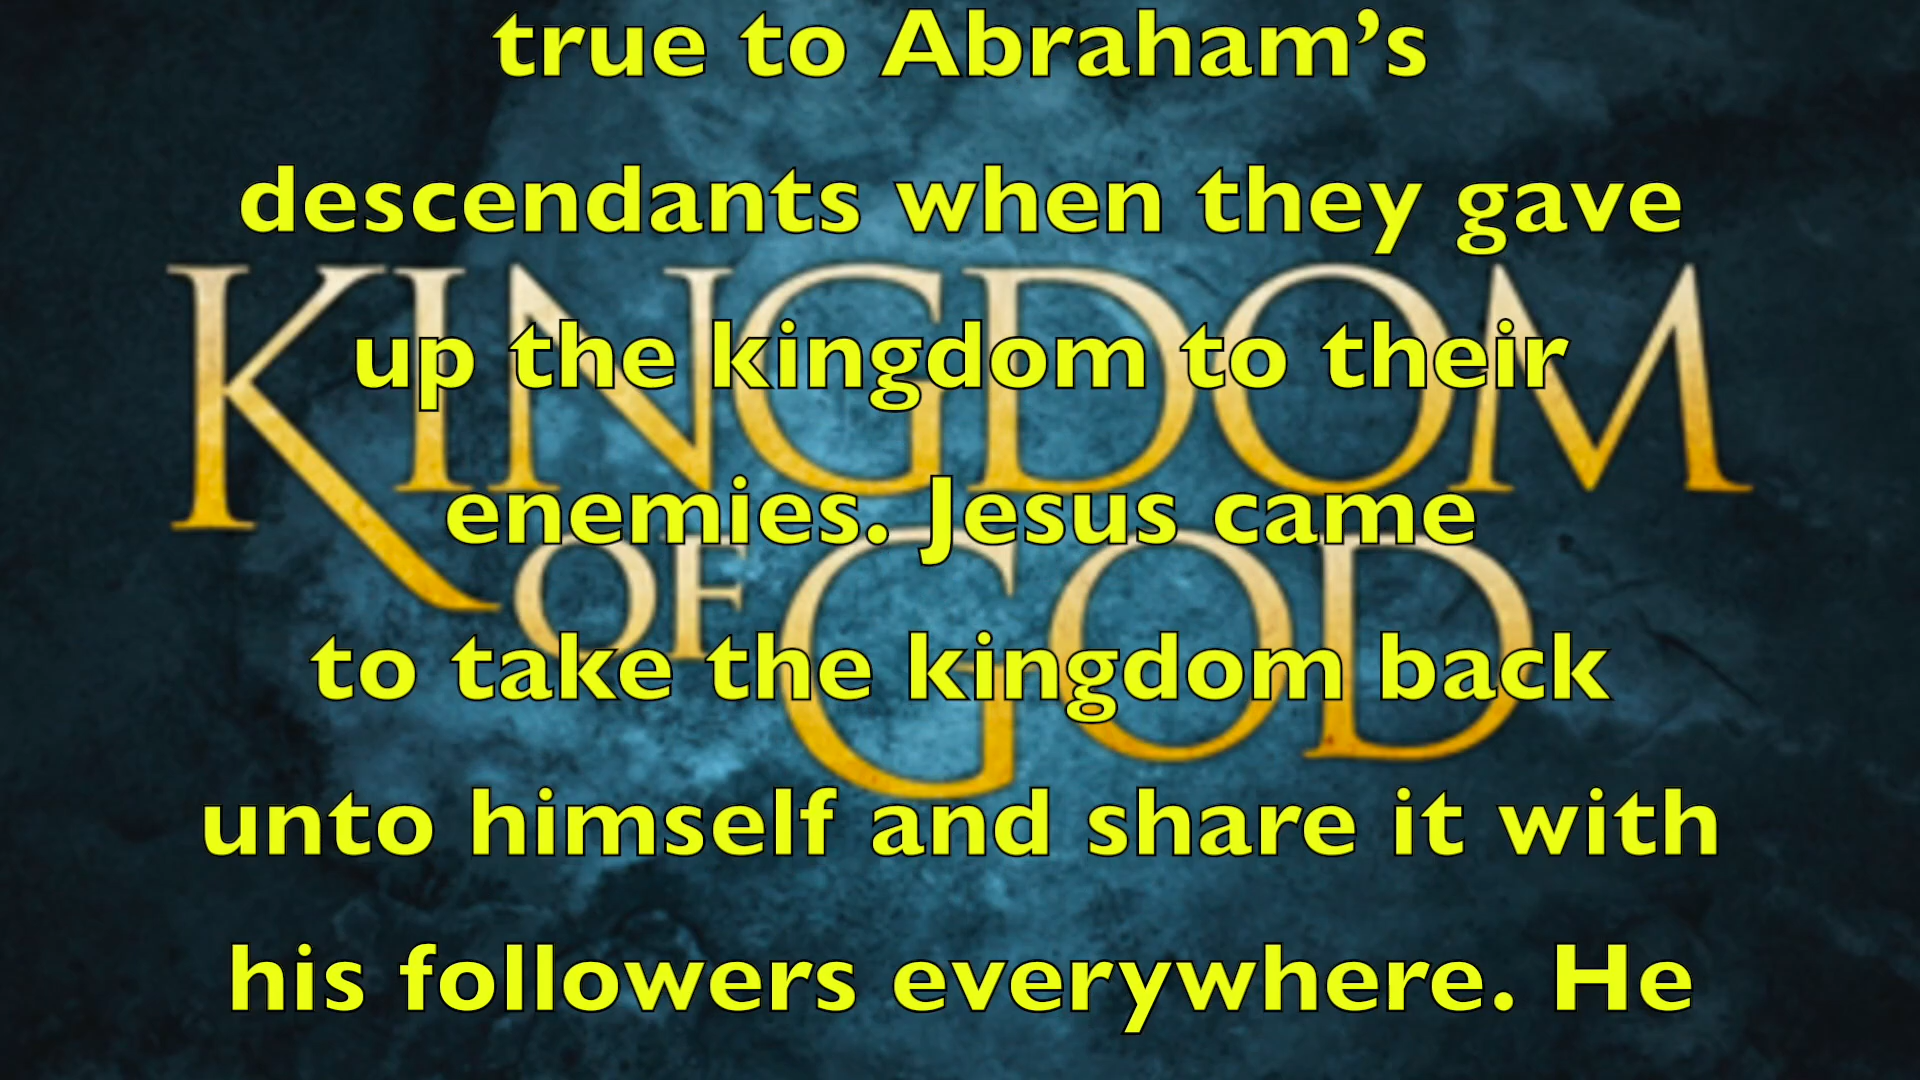 true to Abraham’s
descendants when they gave
up the kingdom to their
enemies. Jesus came
to take the kingdom back
unto himself and share it with
his followers everywhere. He
KINGDOM
OF GOD